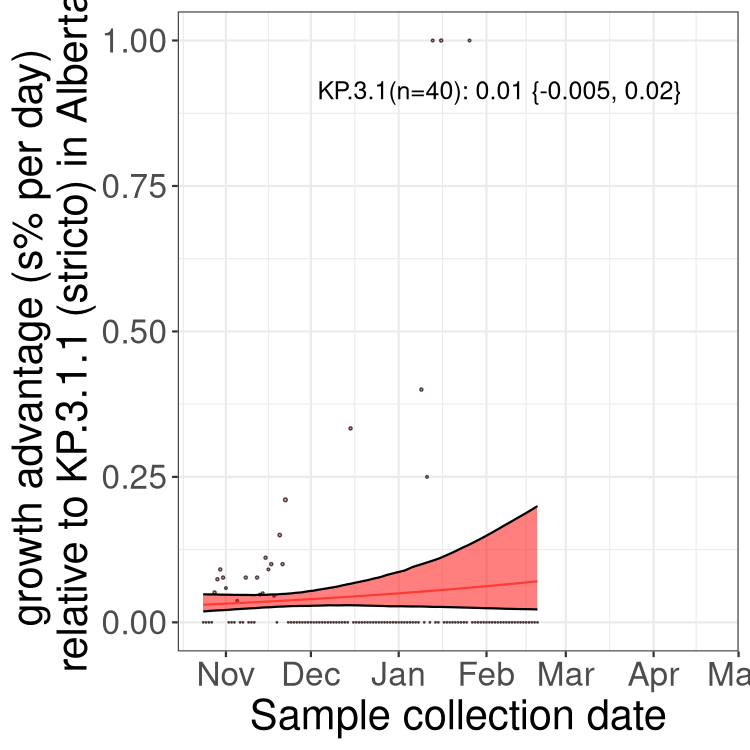 growth advantage (s% per day)
relative to KP.3.1.1 (stricto) in Alberta
1.00
0.75
0.50
0.25
0.00
KP.3.1(n=40): 0.01 {-0.005, 0.02}
Nov Dec Jan Feb Mar Apr Ma
Sample collection date